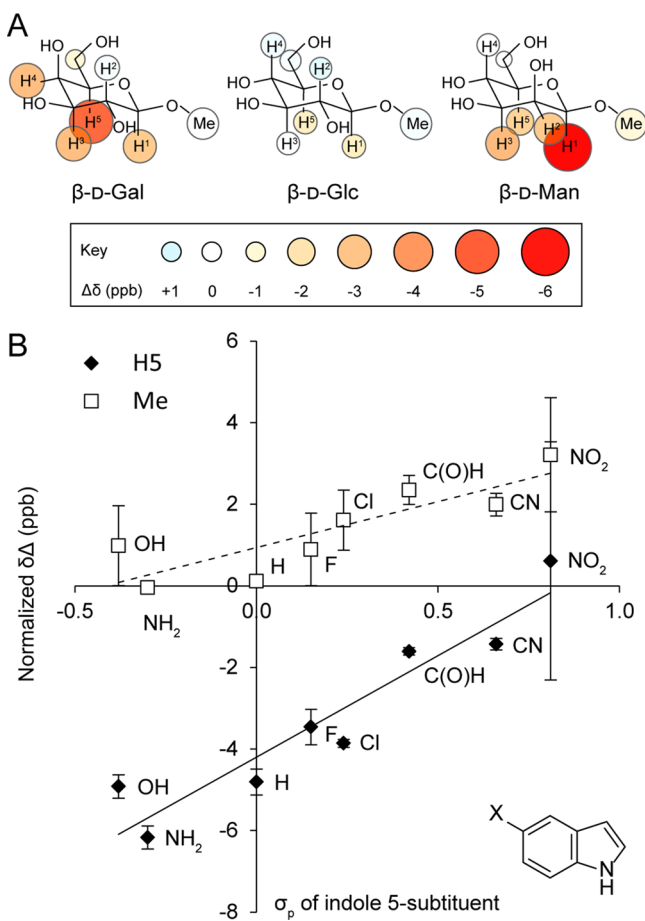 A
OH HO H⁴ H² O HO H⁵ OH O Me H³ H¹
H⁴ OH H² O HO HO H⁵ OH O Me H³ H¹
H⁴ OH OH O HO HO H⁵ H² O Me H³ H¹
β-D-Gal β-D-Glc β-D-Man
Key
Δδ (ppb) +1 0 -1 -2 -3 -4 -5 -6
B
H5
Me
Normalized δΔ (ppb)
6
4
2
0
-2
-4
-6
-8
-0.5 0.0 0.5 1.0
OH NH₂ H F Cl C(O)H CN NO₂
OH NH₂ H F Cl C(O)H CN NO₂
σₚ of indole 5-subtituent
X
N
H